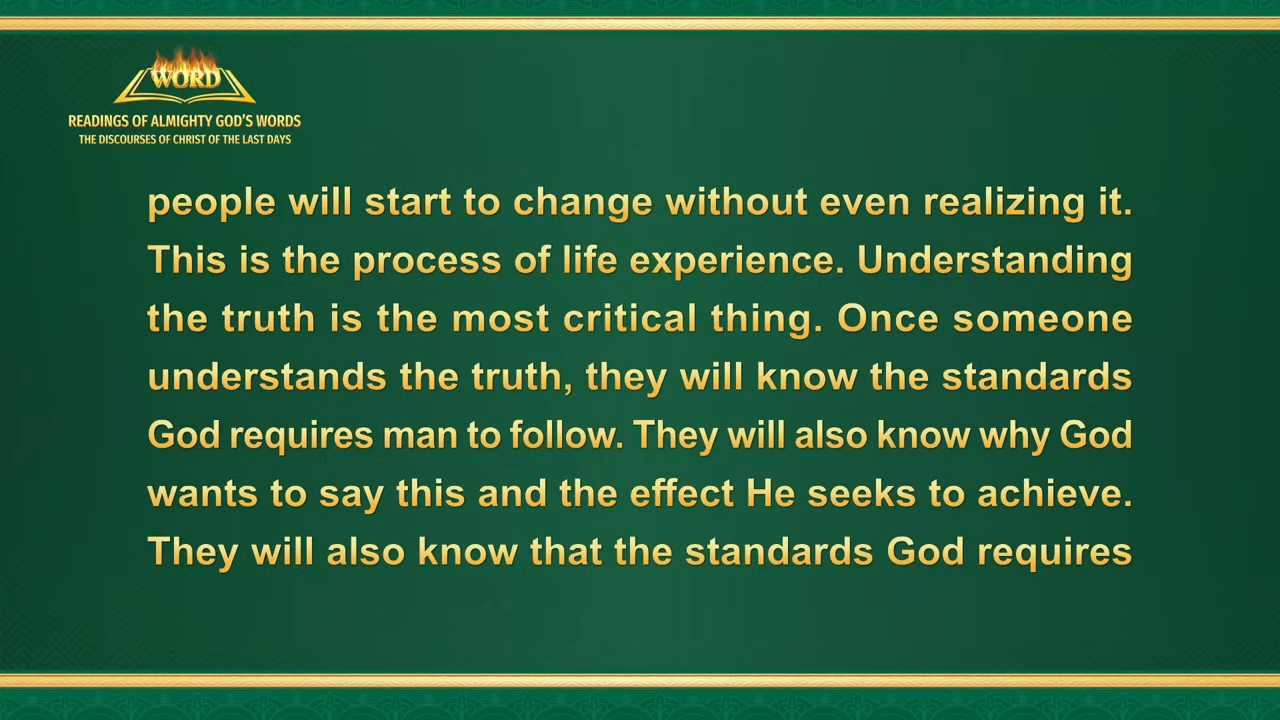 WORD
READINGS OF ALMIGHTY GOD'S WORDS
THE DISCOURSES OF CHRIST OF THE LAST DAYS
people will start to change without even realizing it.
This is the process of life experience. Understanding
the truth is the most critical thing. Once someone
understands the truth, they will know the standards
God requires man to follow. They will also know why God
wants to say this and the effect He seeks to achieve.
They will also know that the standards God requires